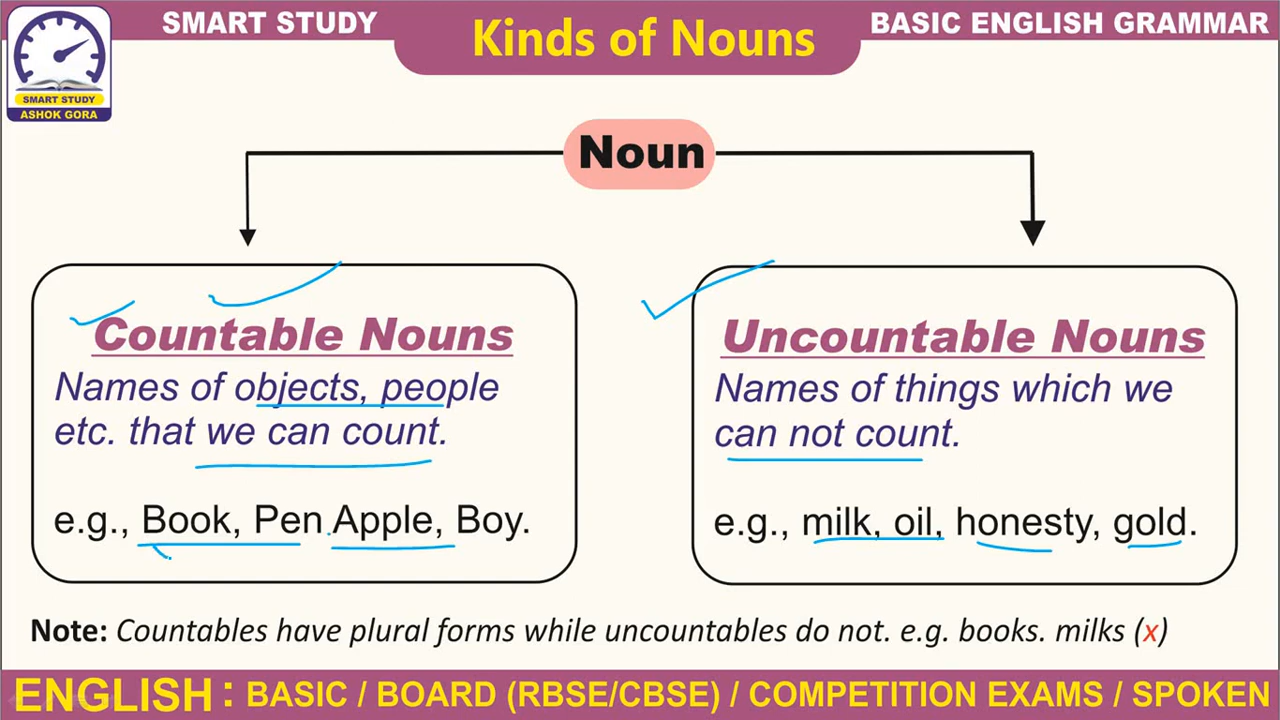 SMART STUDY
Kinds of Nouns
BASIC ENGLISH GRAMMAR
SMART STUDY
ASHOK GORA
Noun
Countable Nouns
Names of objects, people
etc. that we can count.
e.g., Book, Pen Apple, Boy.
Uncountable Nouns
Names of things which we
can not count.
e.g., milk, oil, honesty, gold.
Note: Countables have plural forms while uncountables do not. e.g. books. milks (x)
ENGLISH : BASIC / BOARD (RBSE/CBSE) / COMPETITION EXAMS / SPOKEN